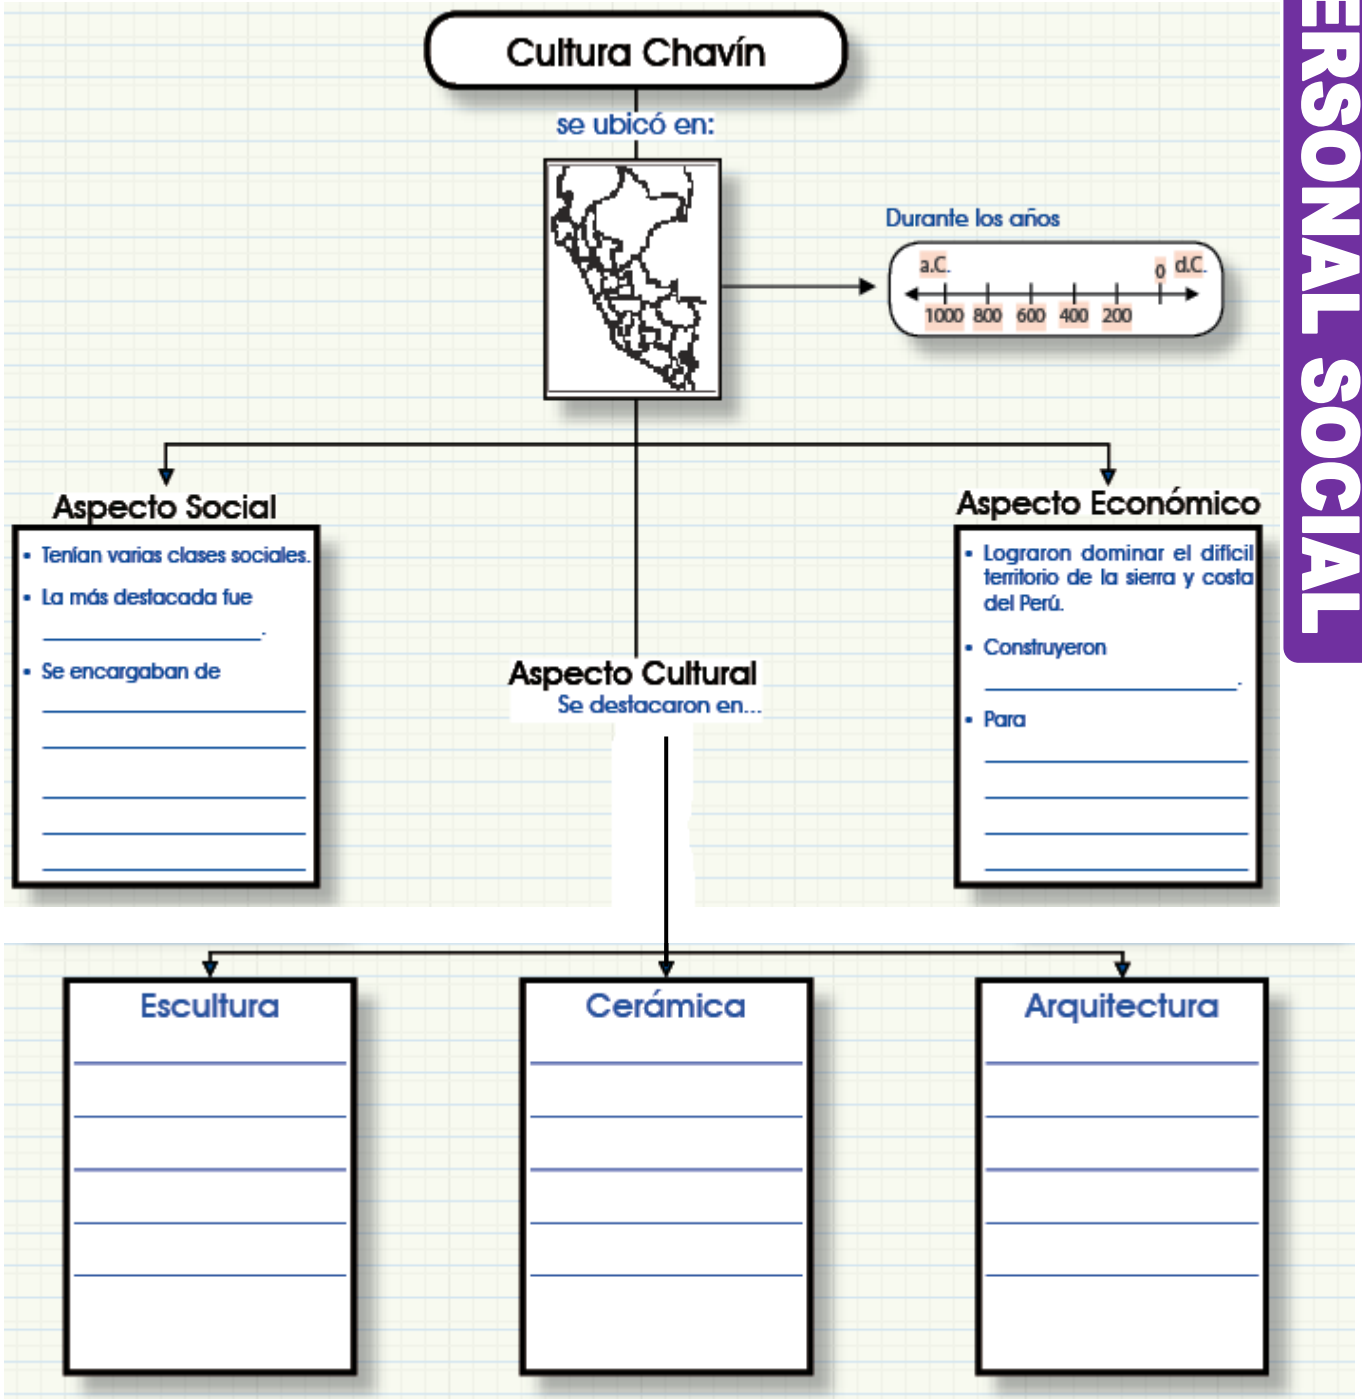 Cultura Chavín
se ubicó en:
Durante los años
a.C.
0 d.C.
1000 800 600 400 200
ERSONAL SOCIAL
Aspecto Social
• Tenían varias clases sociales.
• La más destacada fue
.
• Se encargaban de
Aspecto Cultural
Se destacaron en...
Aspecto Económico
• Lograron dominar el difícil
territorio de la sierra y costa
del Perú.
• Construyeron
.
• Para
Escultura
Cerámica
Arquitectura